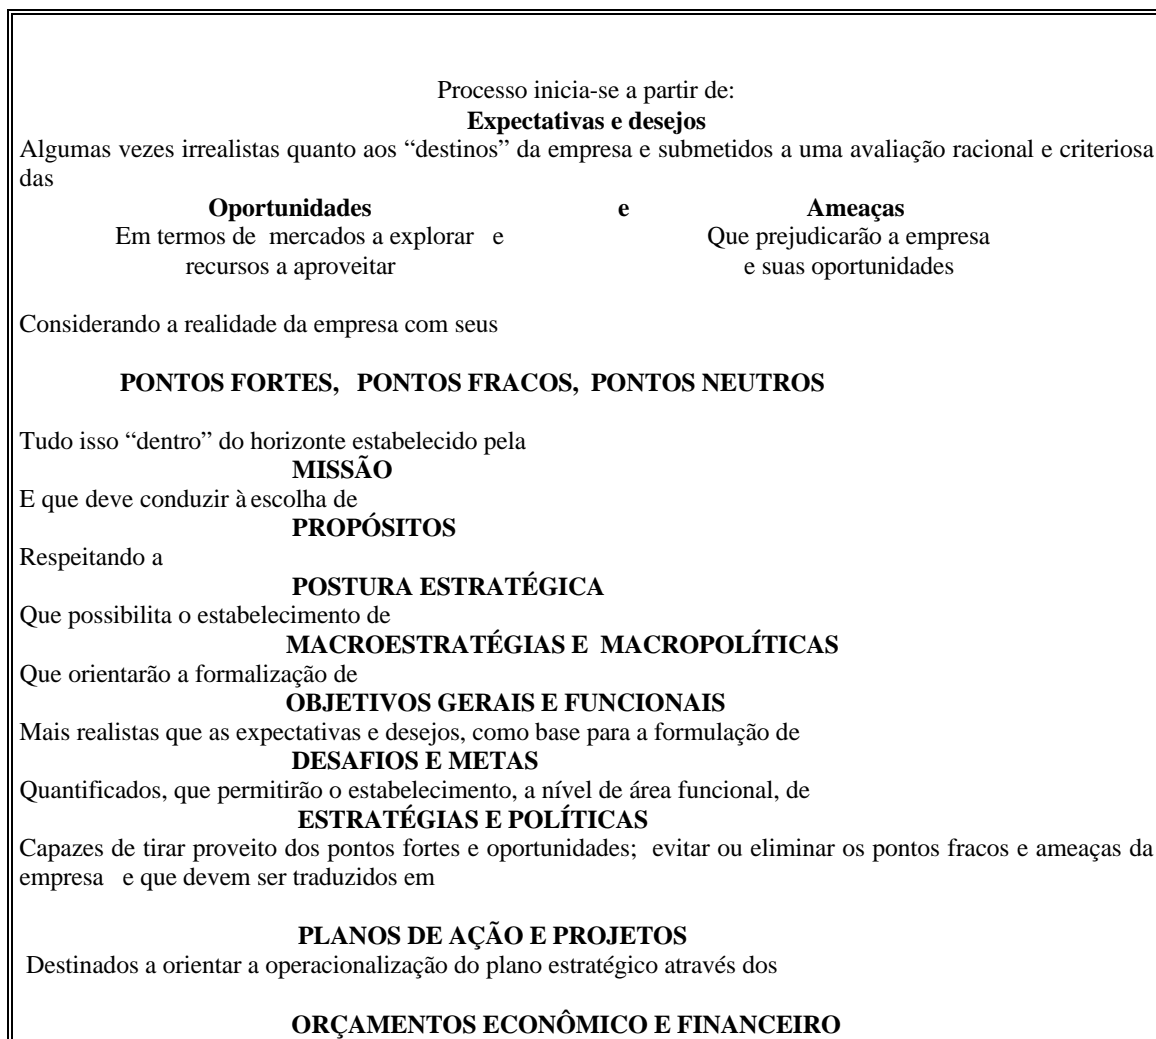 Processo inicia-se a partir de:
Expectativas e desejos
Algumas vezes irrealistas quanto aos “destinos” da empresa e submetidos a uma avaliação racional e criteriosa
das
Oportunidades e Ameaças
Em termos de mercados a explorar e Que prejudicarão a empresa
recursos a aproveitar e suas oportunidades
Considerando a realidade da empresa com seus
PONTOS FORTES, PONTOS FRACOS, PONTOS NEUTROS
Tudo isso “dentro” do horizonte estabelecido pela
MISSÃO
E que deve conduzir à escolha de
PROPÓSITOS
Respeitando a
POSTURA ESTRATÉGICA
Que possibilita o estabelecimento de
MACROESTRATÉGIAS E MACROPOLÍTICAS
Que orientarão a formalização de
OBJETIVOS GERAIS E FUNCIONAIS
Mais realistas que as expectativas e desejos, como base para a formulação de
DESAFIOS E METAS
Quantificados, que permitirão o estabelecimento, a nível de área funcional, de
ESTRATÉGIAS E POLÍTICAS
Capazes de tirar proveito dos pontos fortes e oportunidades; evitar ou eliminar os pontos fracos e ameaças da
empresa e que devem ser traduzidos em
PLANOS DE AÇÃO E PROJETOS
Destinados a orientar a operacionalização do plano estratégico através dos
ORÇAMENTOS ECONÔMICO E FINANCEIRO